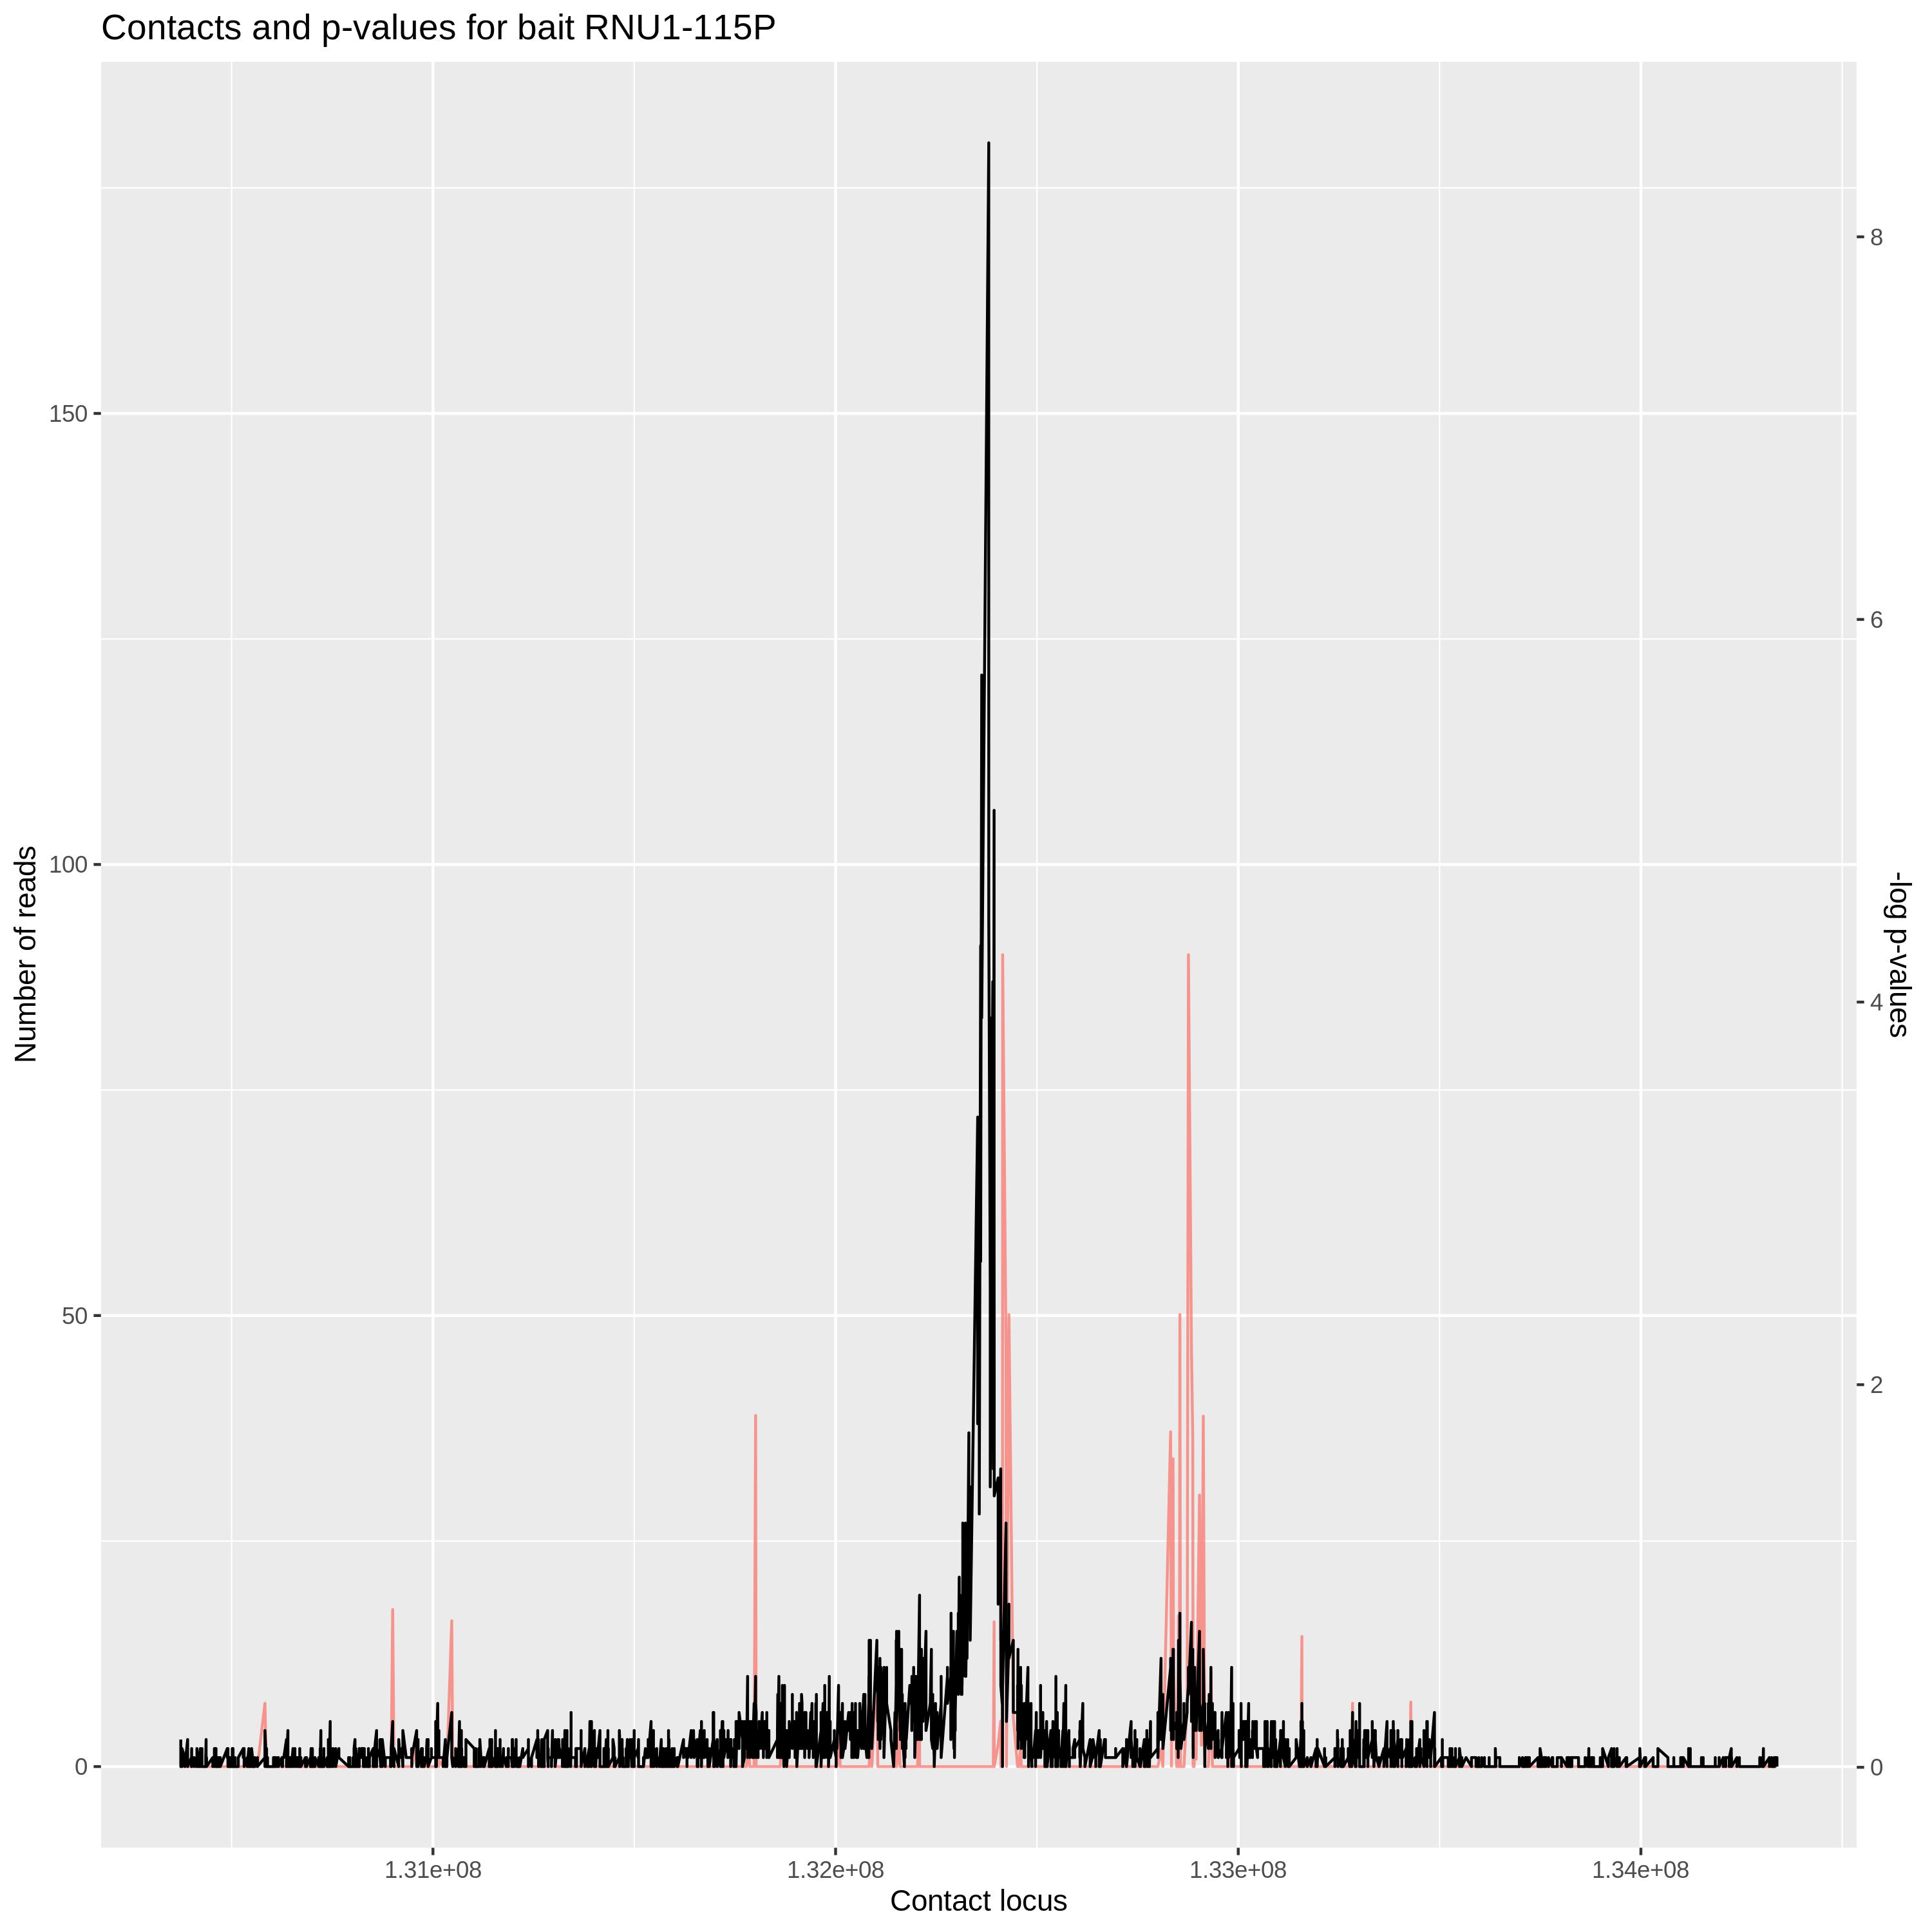 Contacts and p-values for bait RNU1-115P
Number of reads
150
100
50
0
8
6
4
2
0
-log p-values
1.31e+08
1.32e+08
1.33e+08
1.34e+08
Contact locus